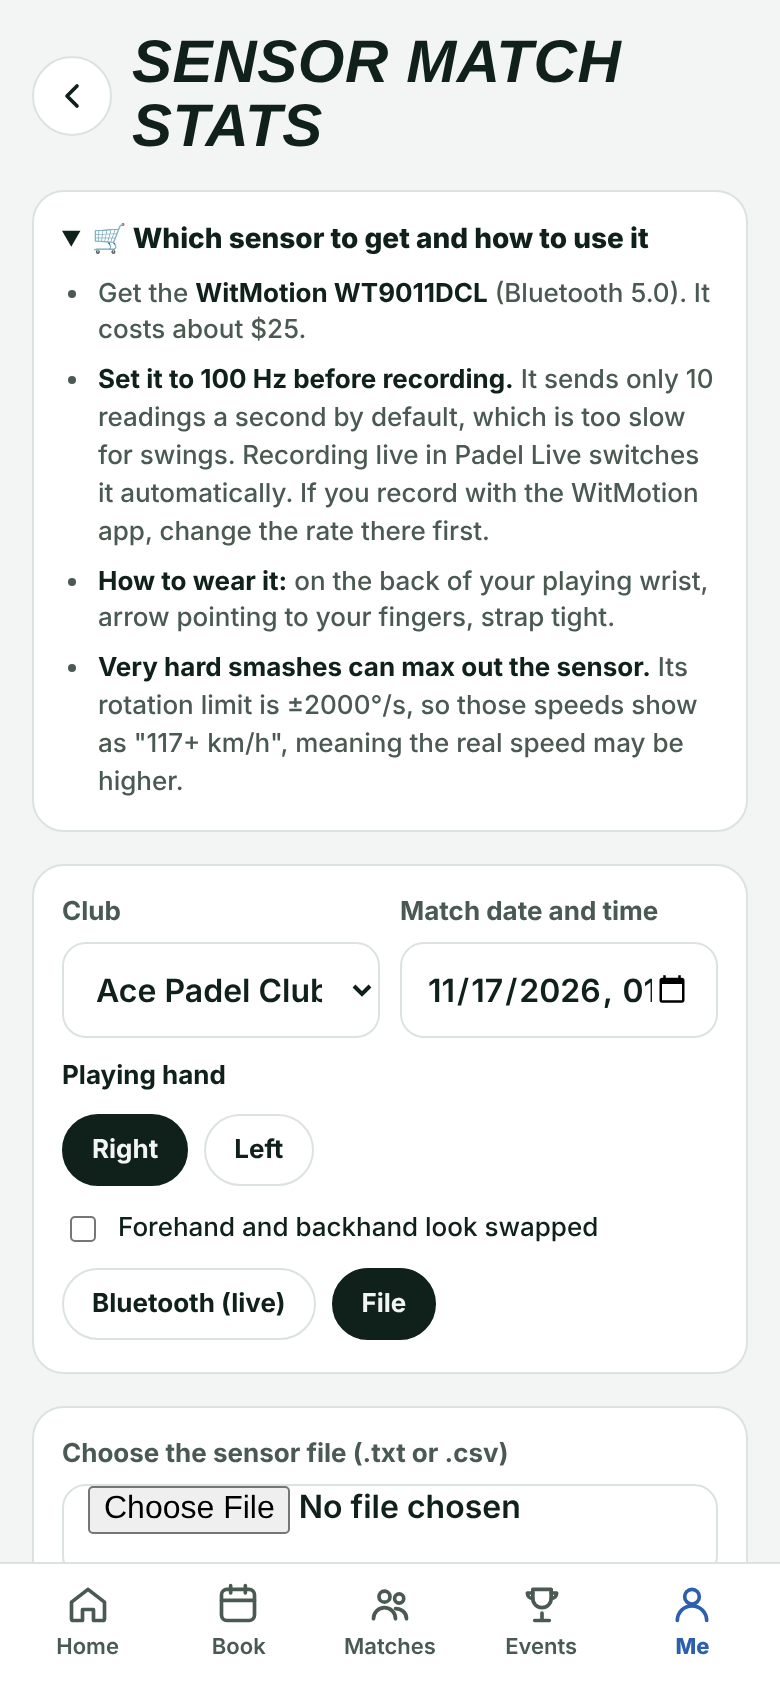 SENSOR MATCH
STATS
Which sensor to get and how to use it
Get the WitMotion WT9011DCL (Bluetooth 5.0). It
costs about $25.
Set it to 100 Hz before recording. It sends only 10
readings a second by default, which is too slow
for swings. Recording live in Padel Live switches
it automatically. If you record with the WitMotion
app, change the rate there first.
How to wear it: on the back of your playing wrist,
arrow pointing to your fingers, strap tight.
Very hard smashes can max out the sensor. Its
rotation limit is ±2000°/s, so those speeds show
as "117+ km/h", meaning the real speed may be
higher.
Club
Match date and time
Ace Padel Club
11/17/2026, 01
Playing hand
Right
Left
Forehand and backhand look swapped
Bluetooth (live)
File
Choose the sensor file (.txt or .csv)
Choose File No file chosen
Home
Book
Matches
Events
Me